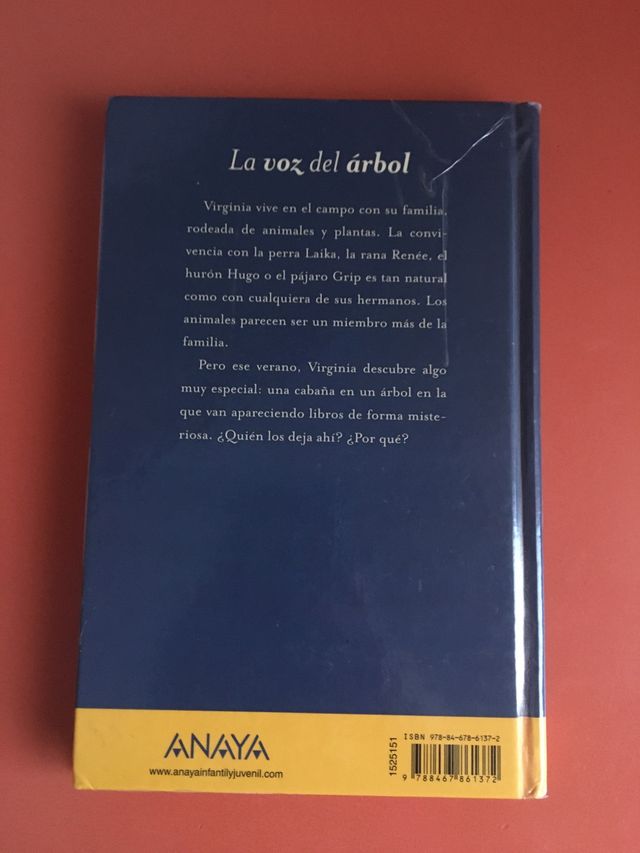 La voz del árbol
Virginia vive en el campo con su familia,
rodeada de animales y plantas. La convi-
vencia con la perra Laika, la rana Renée, el
hurón Hugo o el pájaro Grip es tan natural
como con cualquiera de sus hermanos. Los
animales parecen ser un miembro más de la
familia.
Pero ese verano, Virginia descubre algo
muy especial: una cabaña en un árbol en la
que van apareciendo libros de forma miste-
riosa. ¿Quién los deja ahí? ¿Por qué?
ANAYA
www.anayainfantilyjuvenil.com
1525151
ISBN 978-84-678-6137-2
9 788467 861372